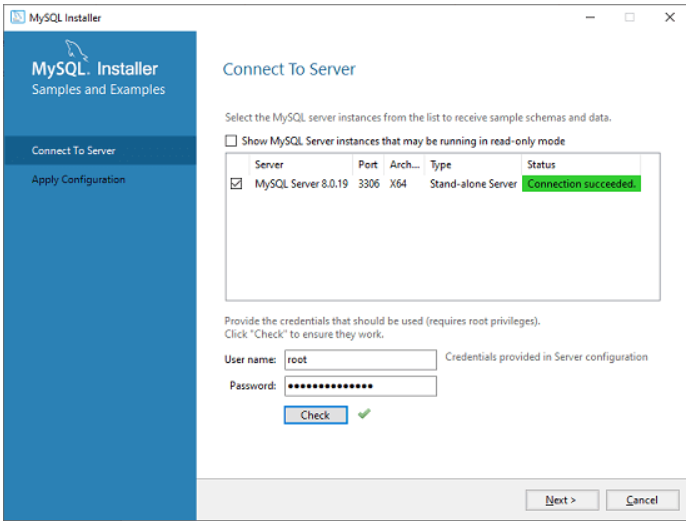 MySQL Installer
MySQL. Installer
Samples and Examples
Connect To Server
Apply Configuration
Connect To Server
Select the MySQL server instances from the list to receive sample schemas and data.
Show MySQL Server instances that may be running in read-only mode
Server Port Arch... Type Status
MySQL Server 8.0.19 3306 X64 Stand-alone Server Connection succeeded.
Provide the credentials that should be used (requires root privileges).
Click "Check" to ensure they work.
User name: root Credentials provided in Server configuration
Password: ●●●●●●●●●●●●●●
Check
Next > Cancel